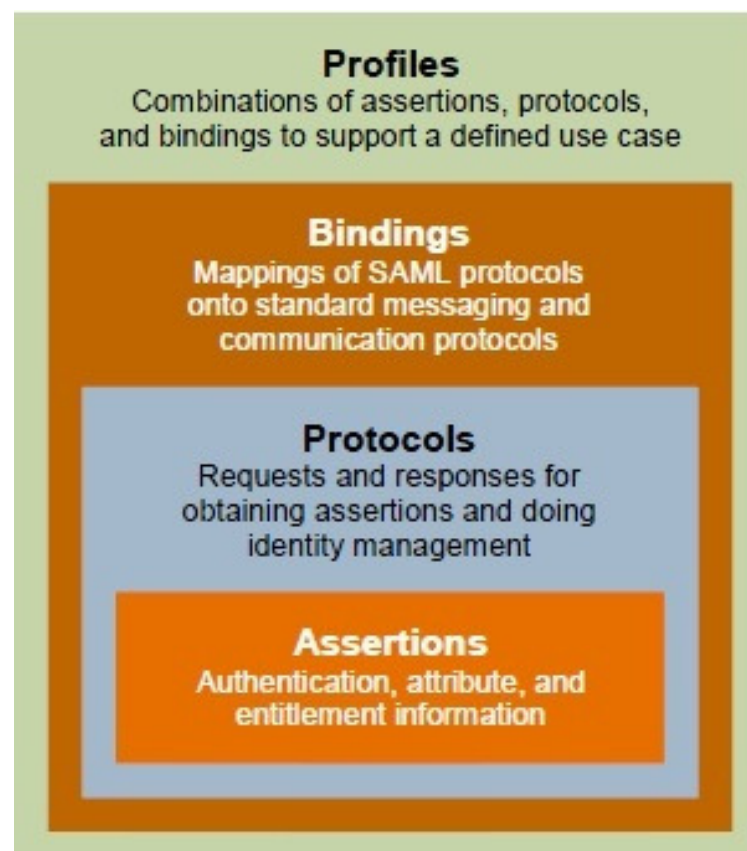 Profiles
Combinations of assertions, protocols,
and bindings to support a defined use case
Bindings
Mappings of SAML protocols
onto standard messaging and
communication protocols
Protocols
Requests and responses for
obtaining assertions and doing
identity management
Assertions
Authentication, attribute, and
entitlement information